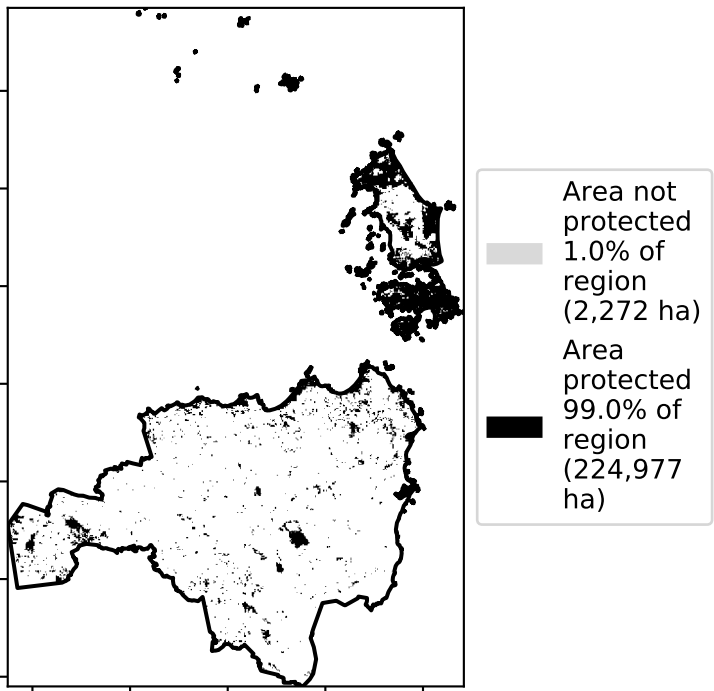 Area not
protected
1.0% of
region
(2,272 ha)
Area
protected
99.0% of
region
(224,977
ha)